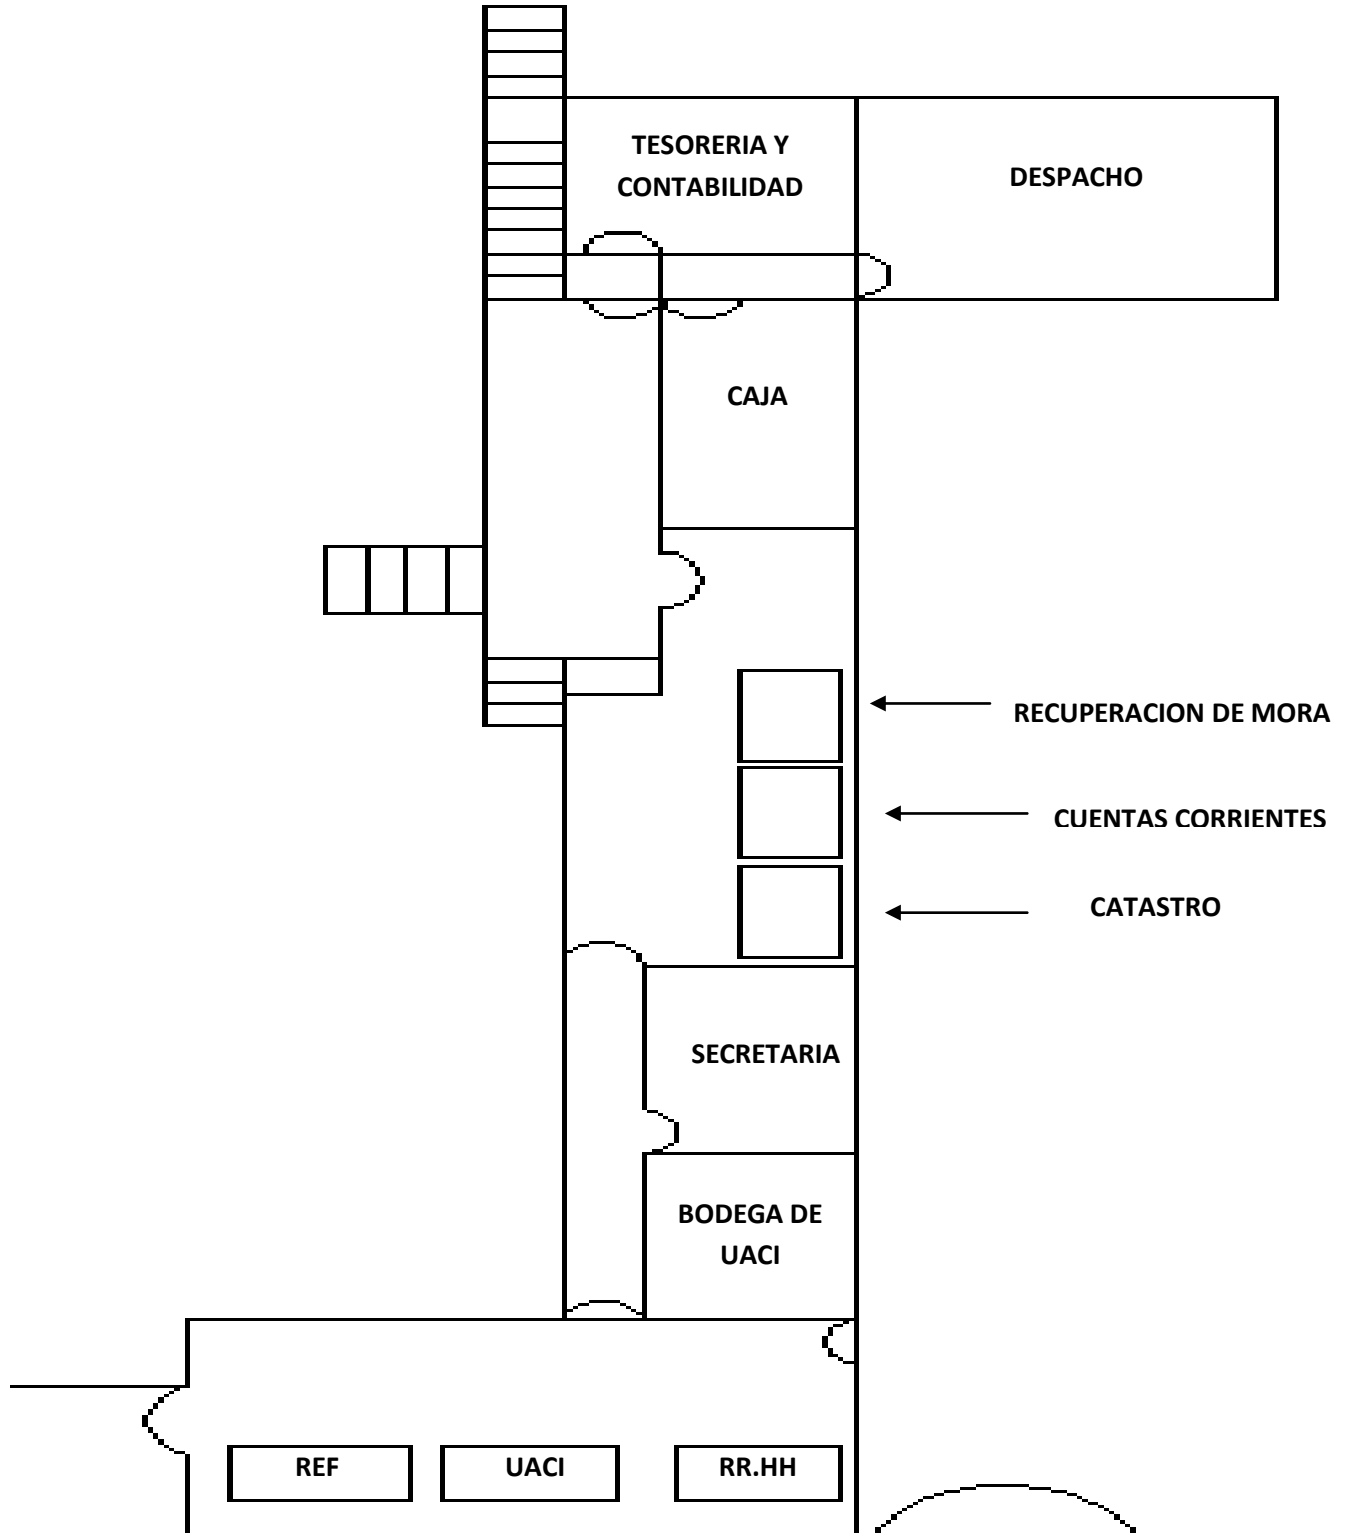 TESORERIA Y
CONTABILIDAD
DESPACHO
CAJA
RECUPERACION DE MORA
CUENTAS CORRIENTES
CATASTRO
SECRETARIA
BODEGA DE
UACI
REF
UACI
RR.HH